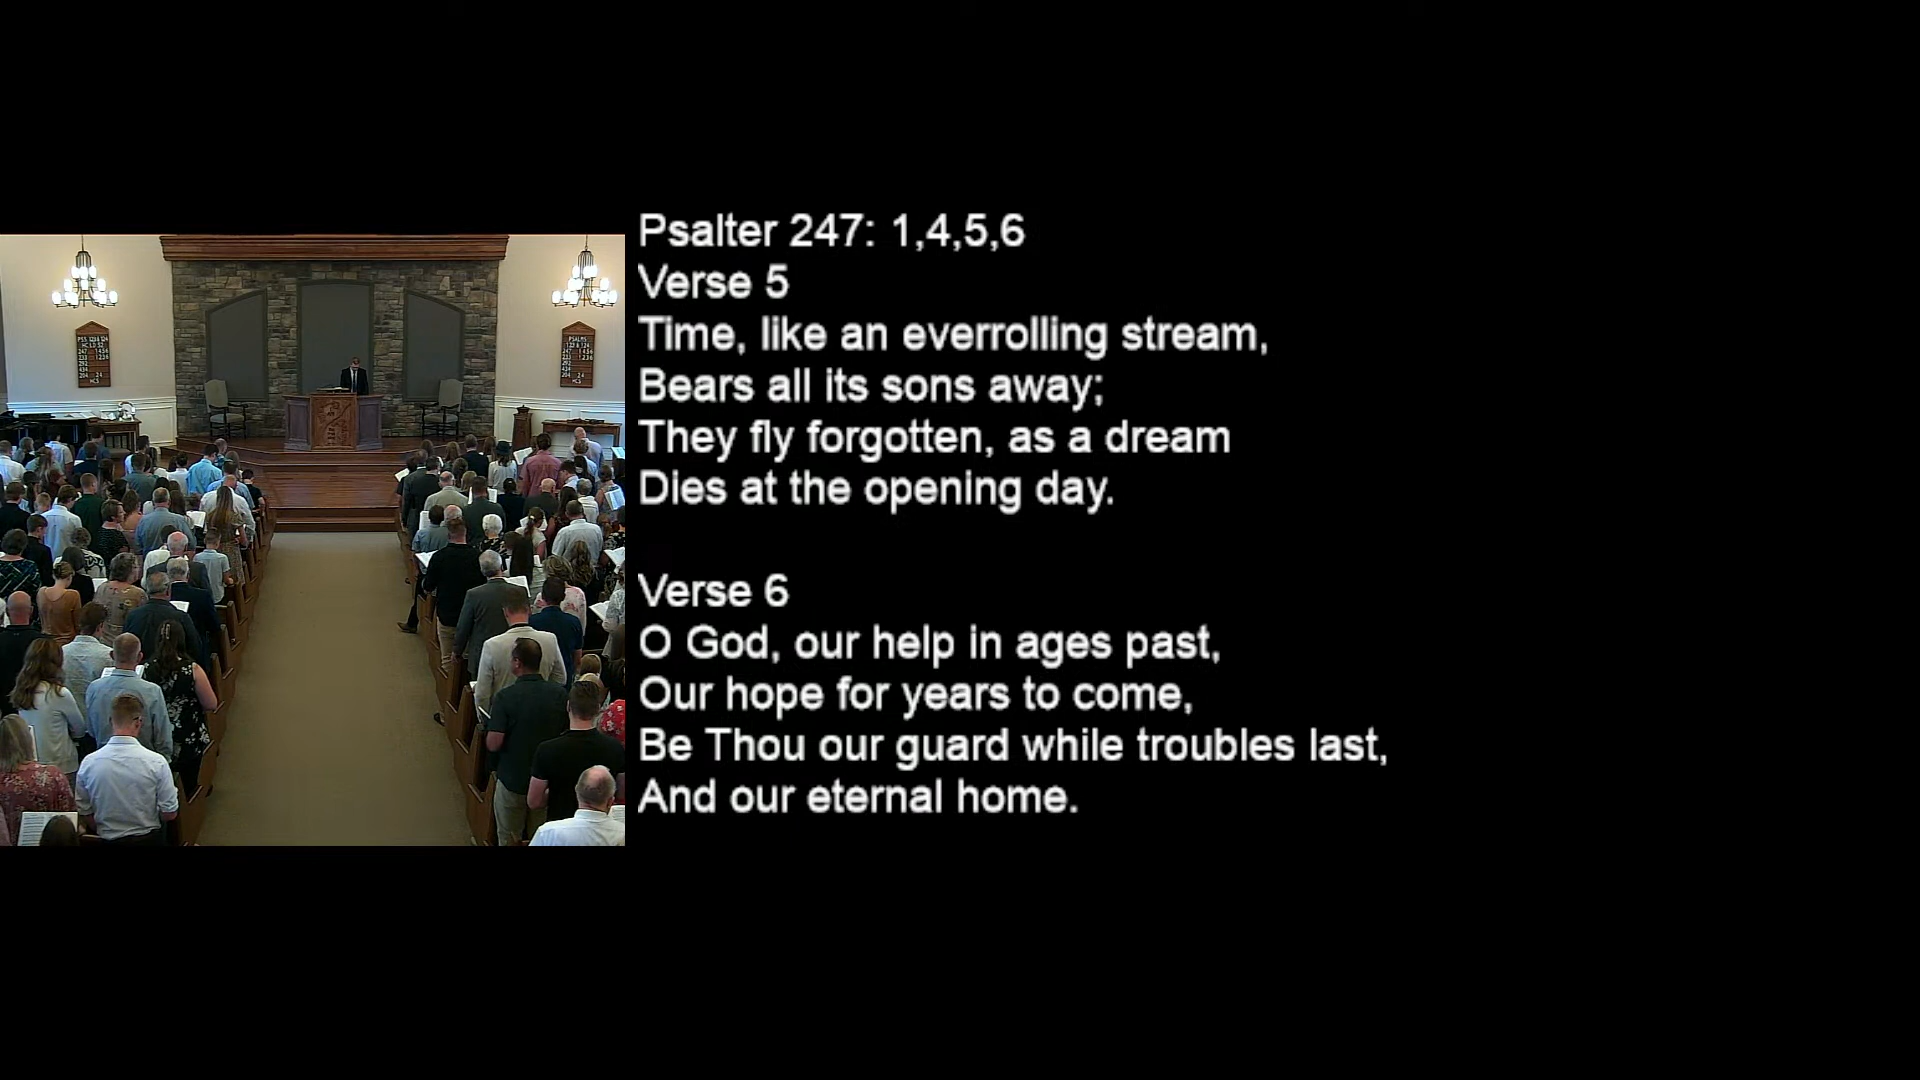 Psalter 247: 1,4,5,6
Verse 5
Time, like an everrolling stream,
Bears all its sons away;
They fly forgotten, as a dream
Dies at the opening day.
Verse 6
O God, our help in ages past,
Our hope for years to come,
Be Thou our guard while troubles last,
And our eternal home.